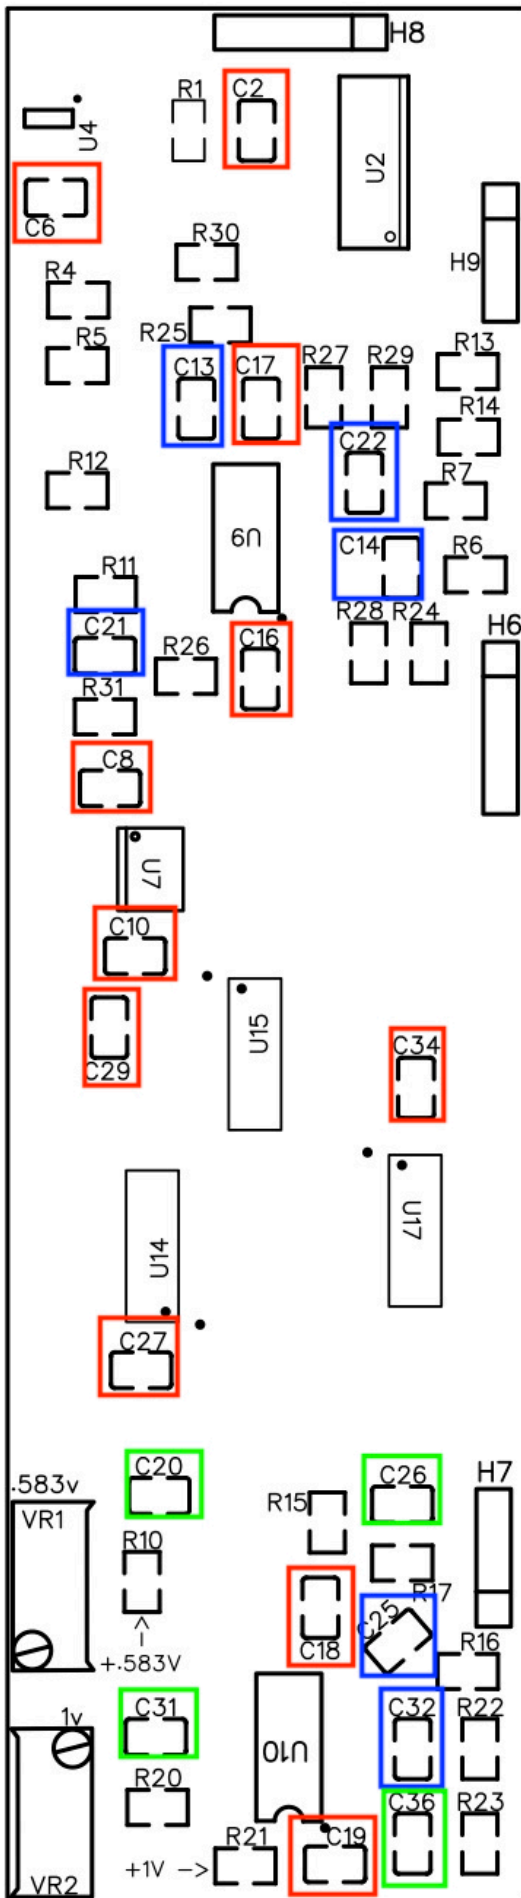 H8
R1
C2
U4
U2
C6
R30
H9
R4
R25
R5
C13
C17
R27
R29
R13
R14
C22
R12
R7
U9
C14
R6
R11
C21
R28
R24
H6
C16
R26
R31
C8
U7
C10
U15
C29
C34
U17
U14
C27
C20
C26
H7
.583v
VR1
R15
R10
R17
C25
C18
+.583V
->
R16
1v
C31
C32
R22
U10
R20
C36
R23
R21
C19
+1V ->
VR2